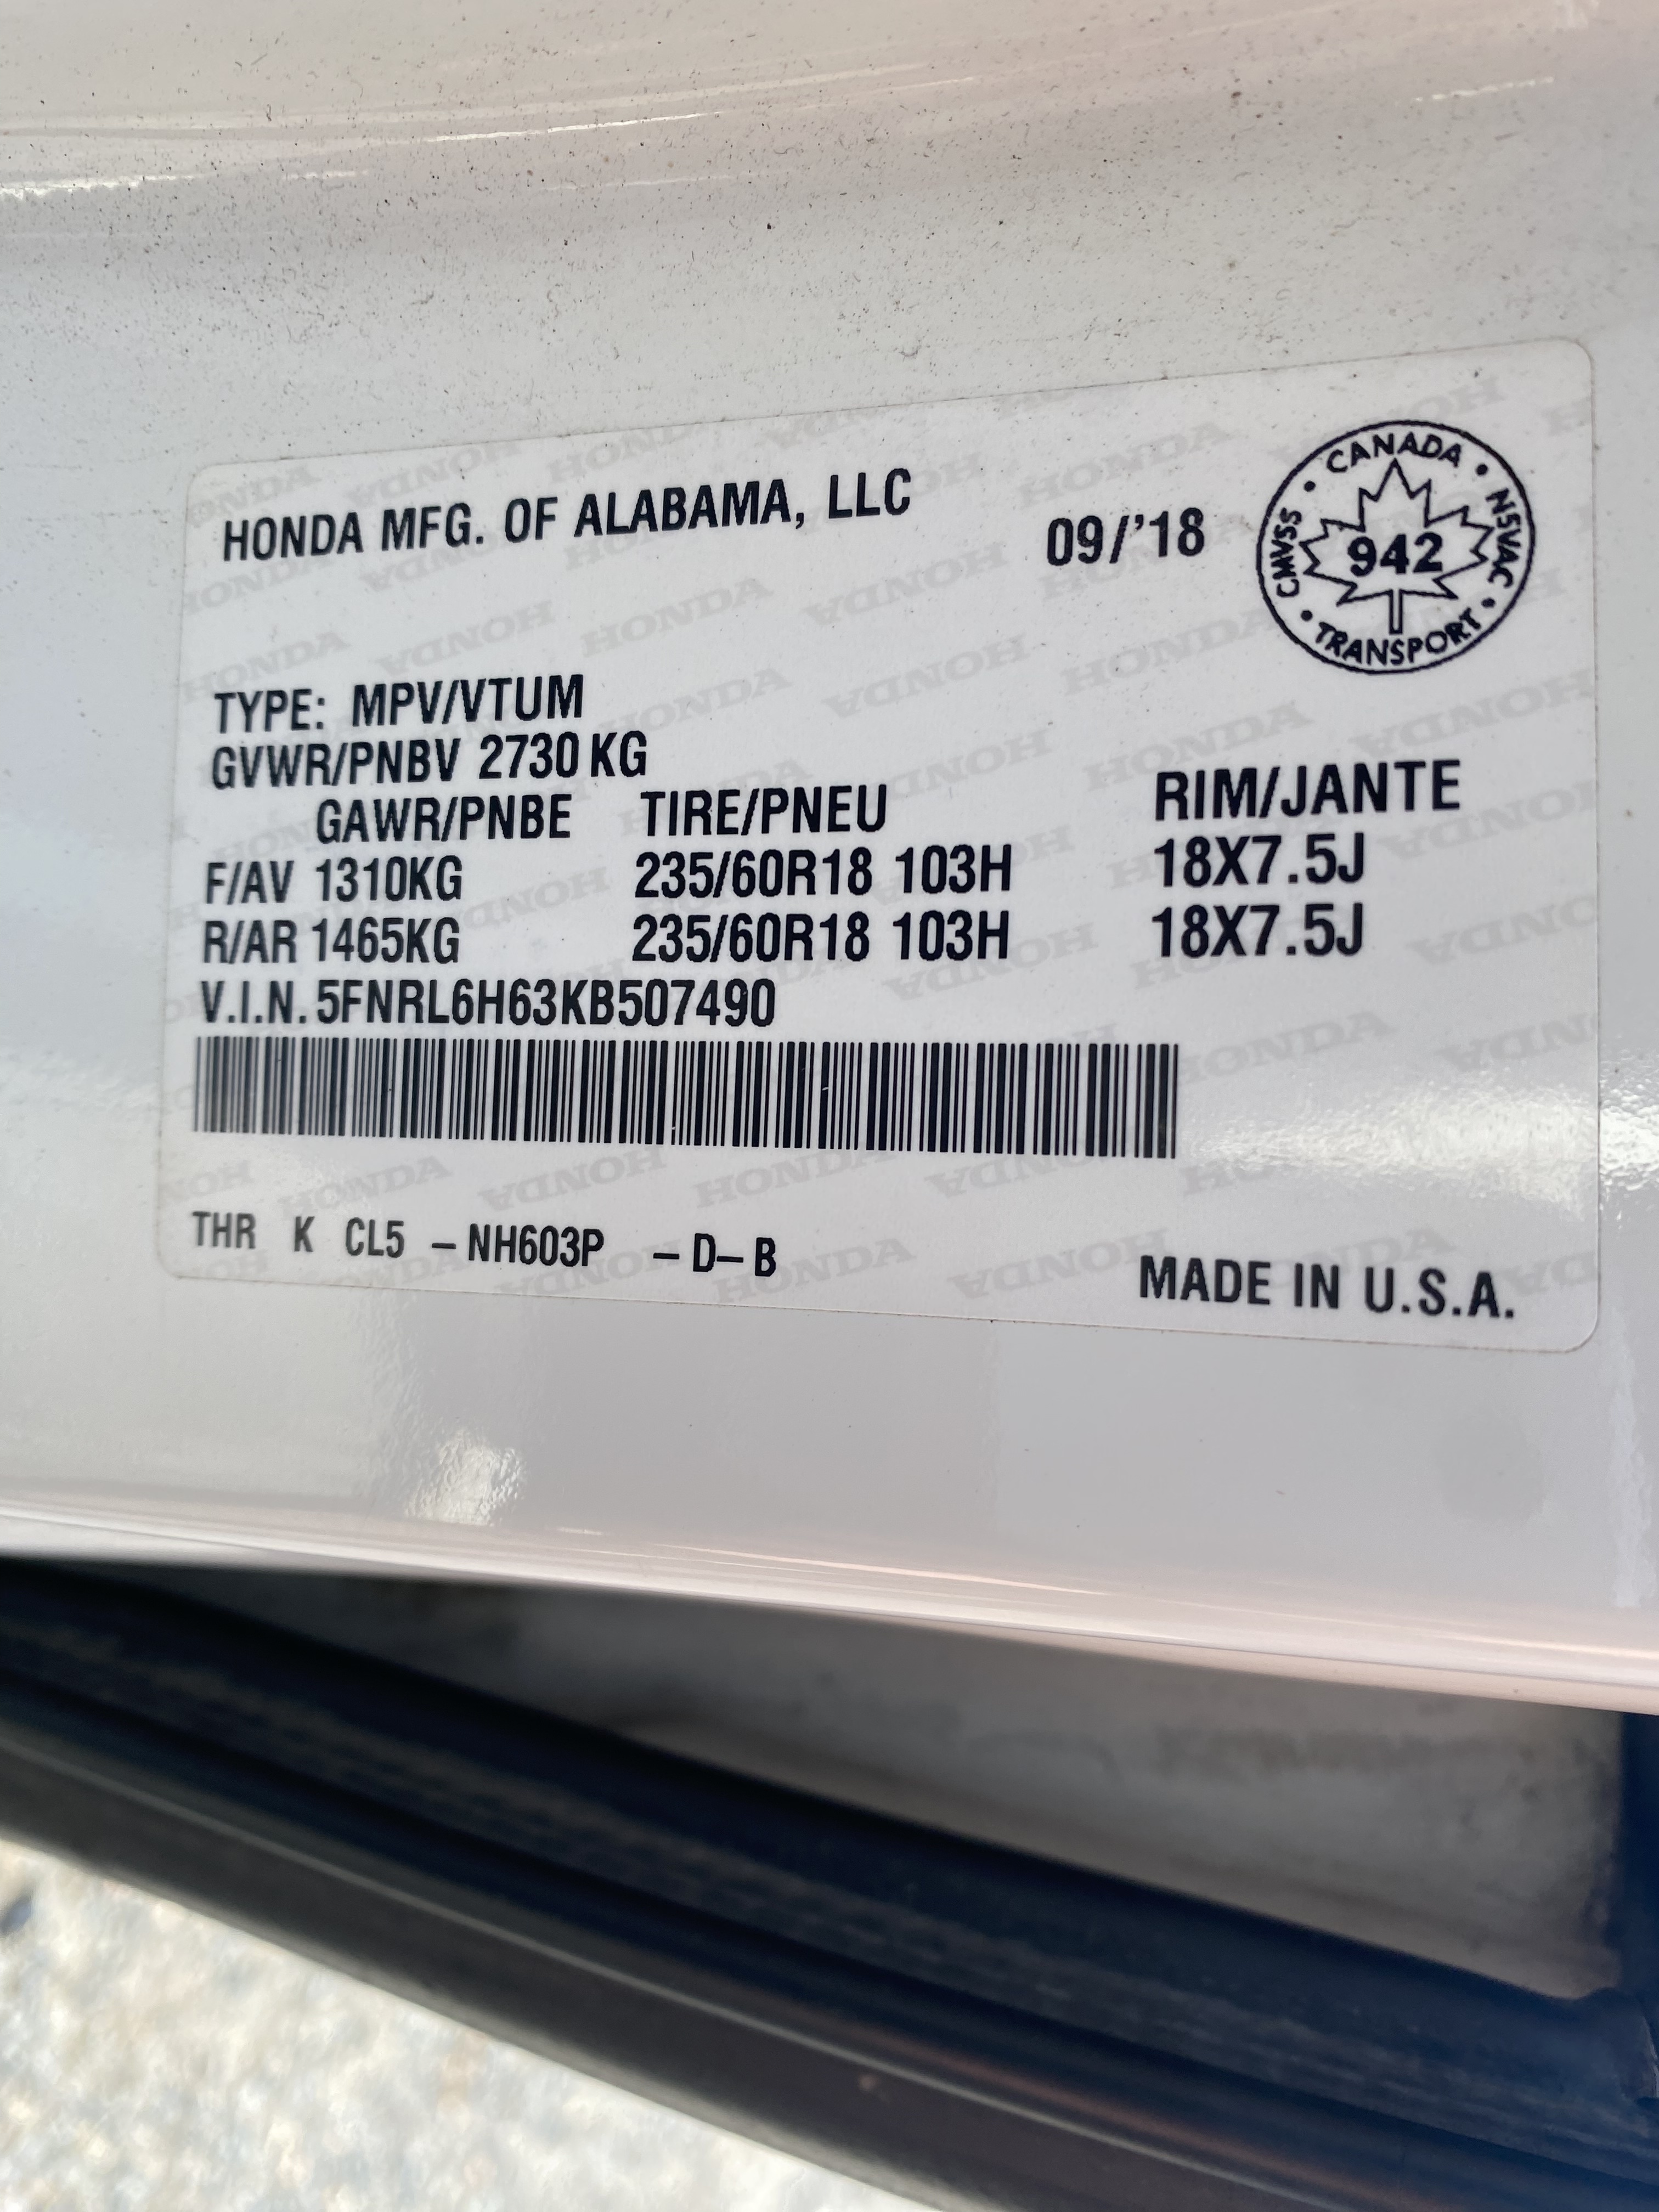 HONDA MFG. OF ALABAMA, LLC
09/'18
CANADA
NSVAC
TRANSPORT
CMVSS
942
TYPE: MPV/VTUM
GVWR/PNBV 2730 KG
GAWR/PNBE TIRE/PNEU RIM/JANTE
F/AV 1310KG 235/60R18 103H 18X7.5J
R/AR 1465KG 235/60R18 103H 18X7.5J
V.I.N. 5FNRL6H63KB507490
THR K CL5 – NH603P – D– B
MADE IN U.S.A.